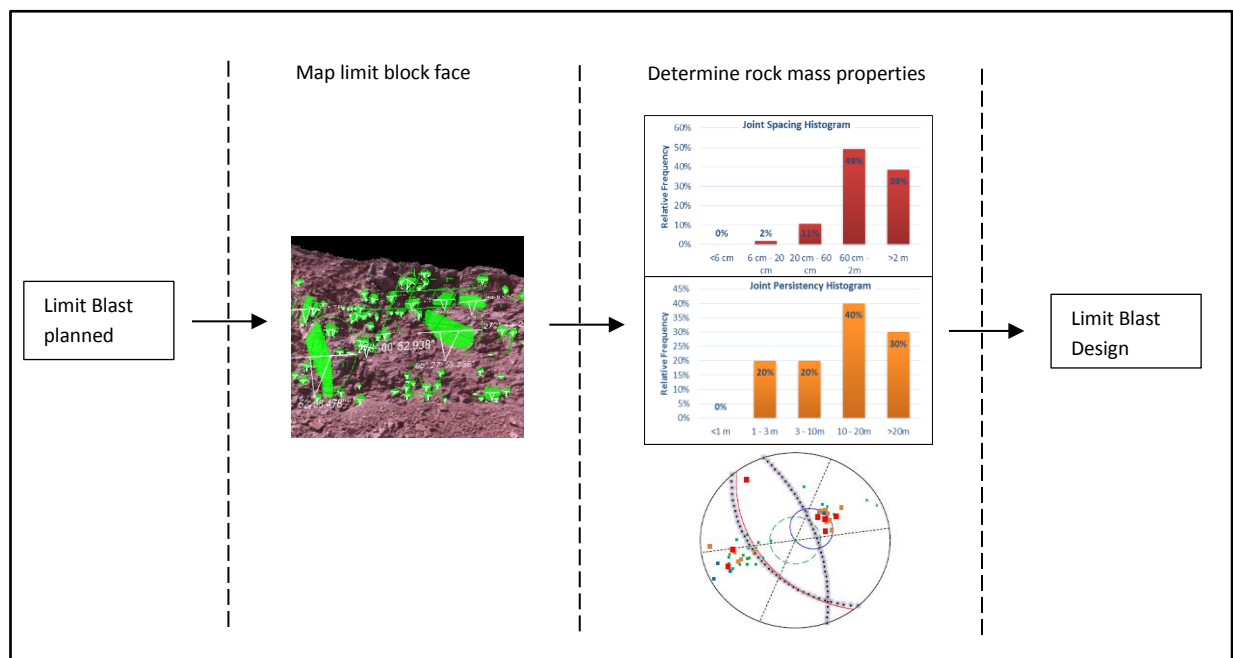 Map limit block face
Determine rock mass properties
Limit Blast
planned
Joint Spacing Histogram
Relative Frequency
60%
50%
40%
30%
20%
10%
0%
0%
2%
11%
49%
39%
<6 cm
6 cm - 20
cm
20 cm - 60
cm
60 cm -
2m
>2 m
Joint Persistency Histogram
Relative Frequency
45%
40%
35%
30%
25%
20%
15%
10%
5%
0%
0%
20%
20%
40%
30%
<1 m
1 - 3 m
3 - 10m
10 - 20m
>20m
Limit Blast
Design